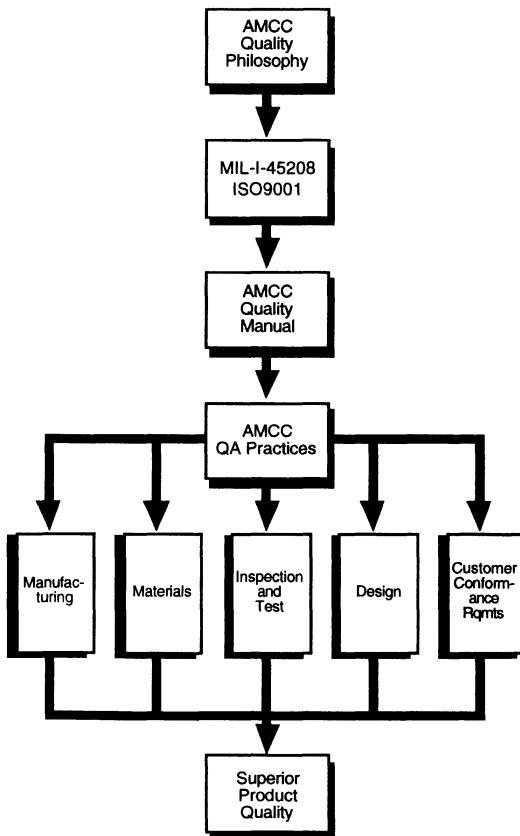 AMCC
Quality
Philosophy
MIL-I-45208
ISO9001
AMCC
Quality
Manual
AMCC
QA Practices
Manufac-
turing
Materials
Inspection
and
Test
Design
Customer
Conform-
ance
Rqmts
Superior
Product
Quality